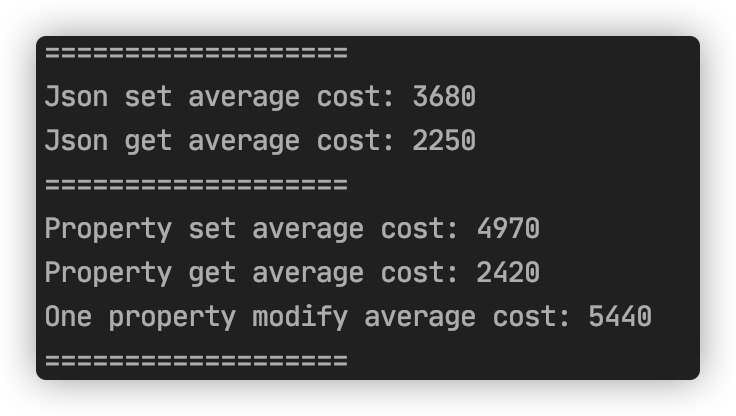 ===================
Json set average cost: 3680
Json get average cost: 2250
===================
Property set average cost: 4970
Property get average cost: 2420
One property modify average cost: 5440
===================